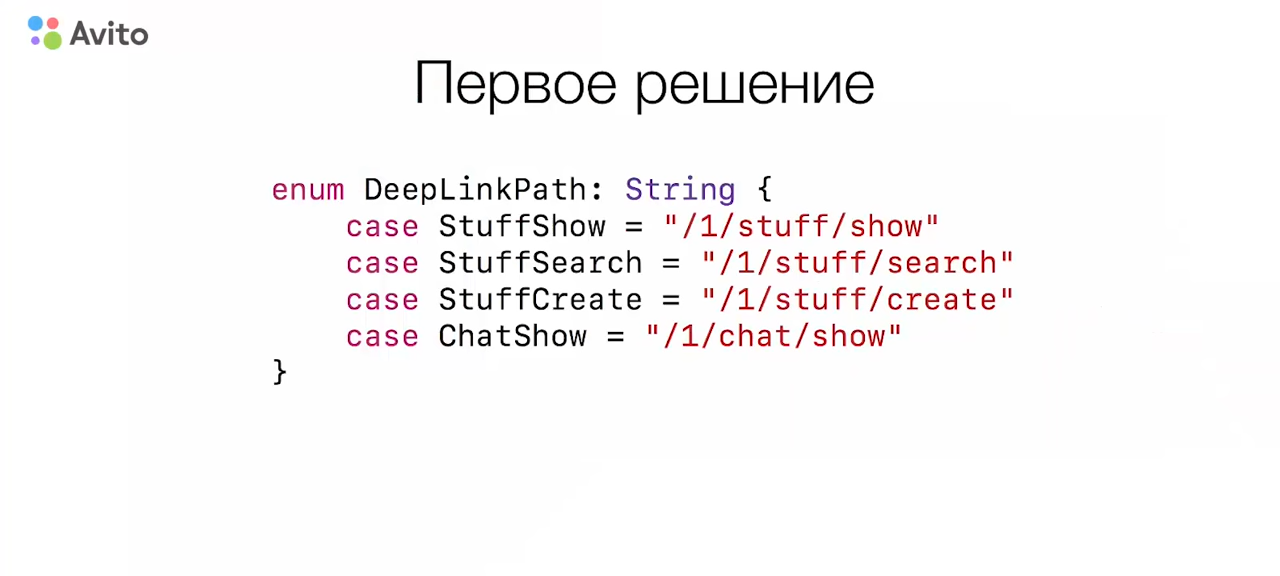 Avito
Первое решение
enum DeepLinkPath: String {
    case StuffShow = "/1/stuff/show"
    case StuffSearch = "/1/stuff/search"
    case StuffCreate = "/1/stuff/create"
    case ChatShow = "/1/chat/show"
}